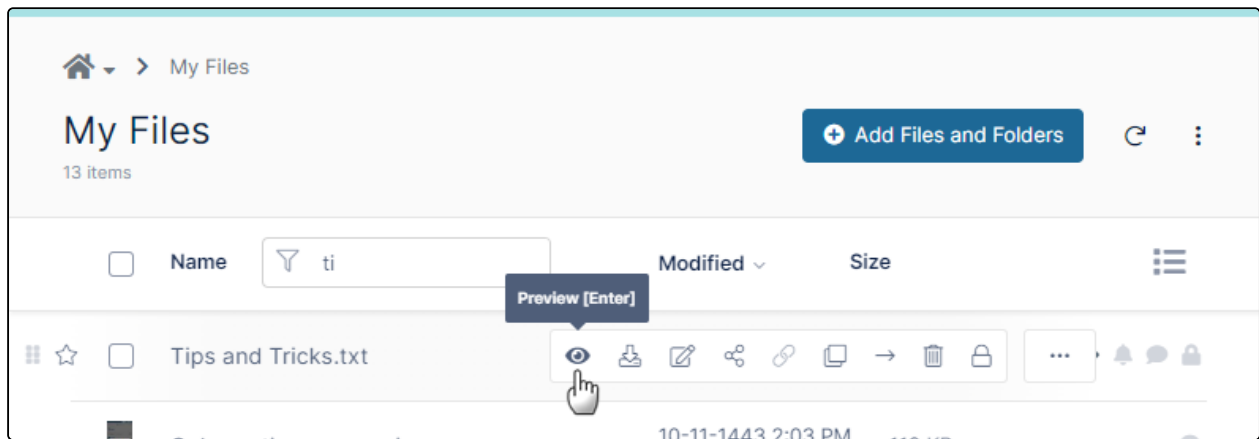 My Files
My Files
Add Files and Folders
13 items
Name
ti
Modified
Size
Preview [Enter]
Tips and Tricks.txt
10-11-1443 2:03 PM